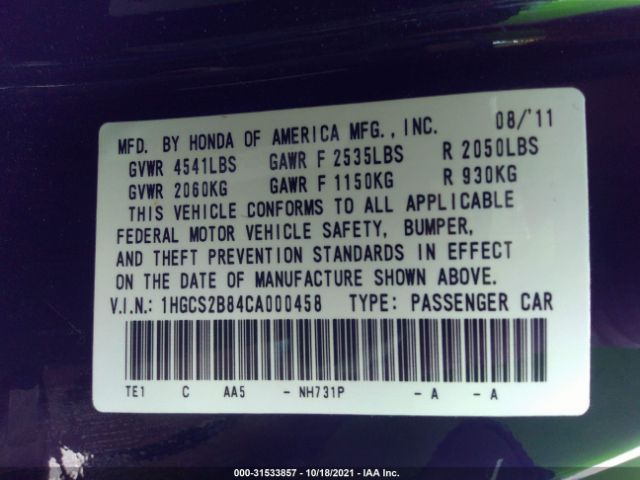 MFD. BY HONDA OF AMERICA MFG., INC. 08/'11
GVWR 4541LBS GAWR F 2535LBS R 2050LBS
GVWR 2060KG GAWR F 1150KG R 930KG
THIS VEHICLE CONFORMS TO ALL APPLICABLE
FEDERAL MOTOR VEHICLE SAFETY, BUMPER,
AND THEFT PREVENTION STANDARDS IN EFFECT
ON THE DATE OF MANUFACTURE SHOWN ABOVE.
V.I.N.: 1HGCS2B84CA000458 TYPE: PASSENGER CAR
TE1 C AA5 - NH731P - A - A
000-31533857 - 10/18/2021 - IAA Inc.